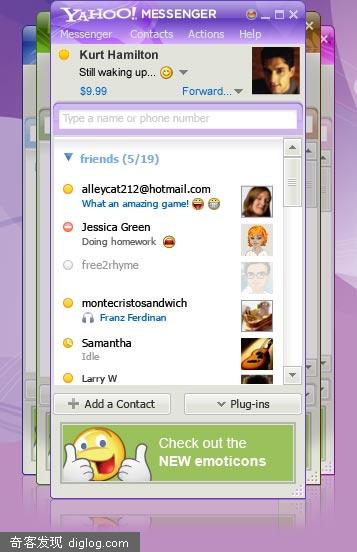 YAHOO! MESSENGER
Messenger Contacts Actions Help
Kurt Hamilton
Still waking up...
$9.99 Forward...
Type a name or phone number
friends (5/19)
alleycat212@hotmail.com
What an amazing game!
Jessica Green
Doing homework
free2rhyme
montecristosandwich
Franz Ferdinan
Samantha
Idle
Larry W
Add a Contact
Plug-ins
Check out the
NEW emoticons
奇客发现 diglog.com